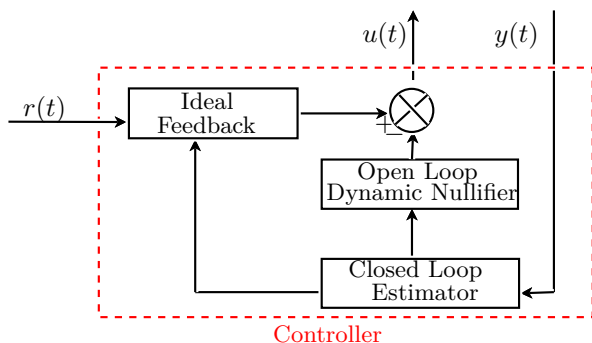 u(t)
y(t)
r(t)
Ideal
Feedback
+
−
Open Loop
Dynamic Nullifier
Closed Loop
Estimator
Controller